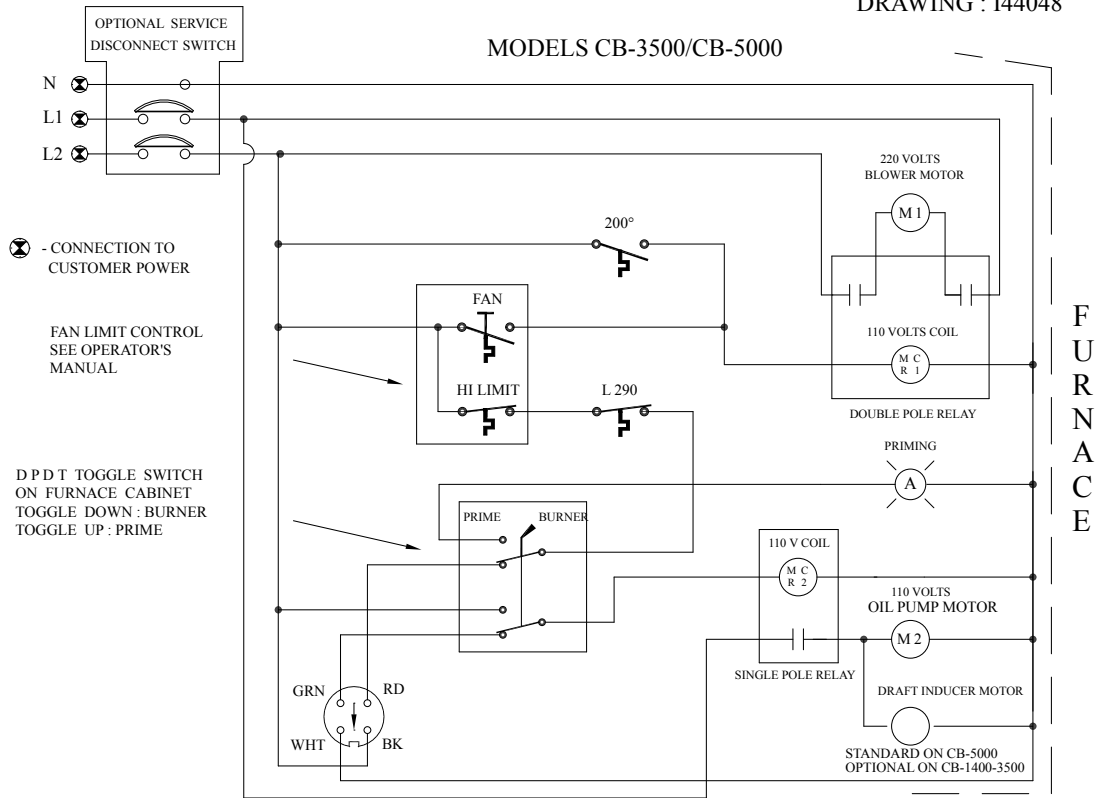 DRAWING : I44048
OPTIONAL SERVICE
DISCONNECT SWITCH
MODELS CB-3500/CB-5000
N
L1
L2
220 VOLTS
BLOWER MOTOR
M 1
- CONNECTION TO
CUSTOMER POWER
200°
FAN LIMIT CONTROL
SEE OPERATOR'S
MANUAL
FAN
110 VOLTS COIL
M C
R 1
HI LIMIT
L 290
DOUBLE POLE RELAY
FURNACE
PRIMING
A
D P D T TOGGLE SWITCH
ON FURNACE CABINET
TOGGLE DOWN : BURNER
TOGGLE UP : PRIME
PRIME
BURNER
110 V COIL
M C
R 2
110 VOLTS
OIL PUMP MOTOR
M 2
SINGLE POLE RELAY
GRN
RD
WHT
BK
DRAFT INDUCER MOTOR
STANDARD ON CB-5000
OPTIONAL ON CB-1400-3500